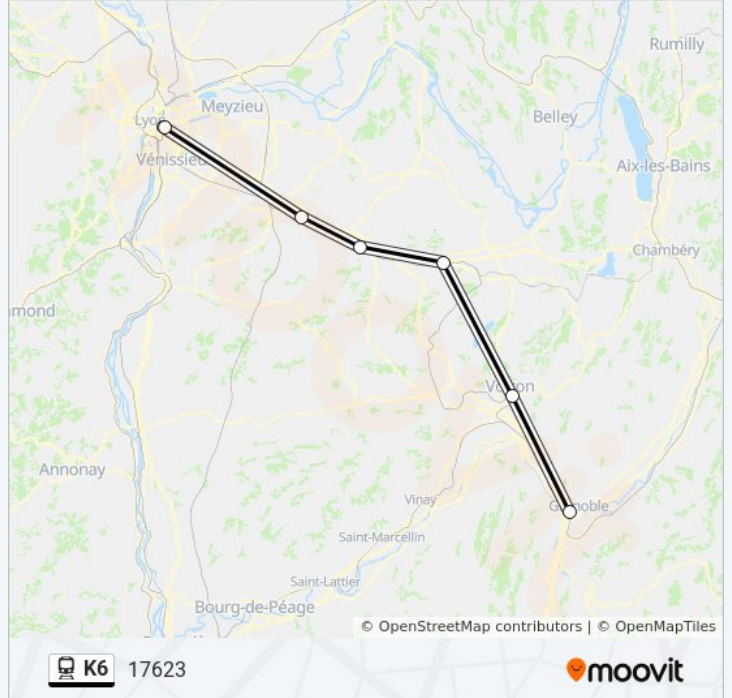 Rumilly
Meyzieu
Lyon
Belley
Vénissieux
Aix-les-Bains
Chambéry
mond
Voiron
Annonay
Vinay
Grenoble
Saint-Marcellin
Saint-Lattier
Bourg-de-Péage
© OpenStreetMap contributors | © OpenMapTiles
K6 17623
moovit